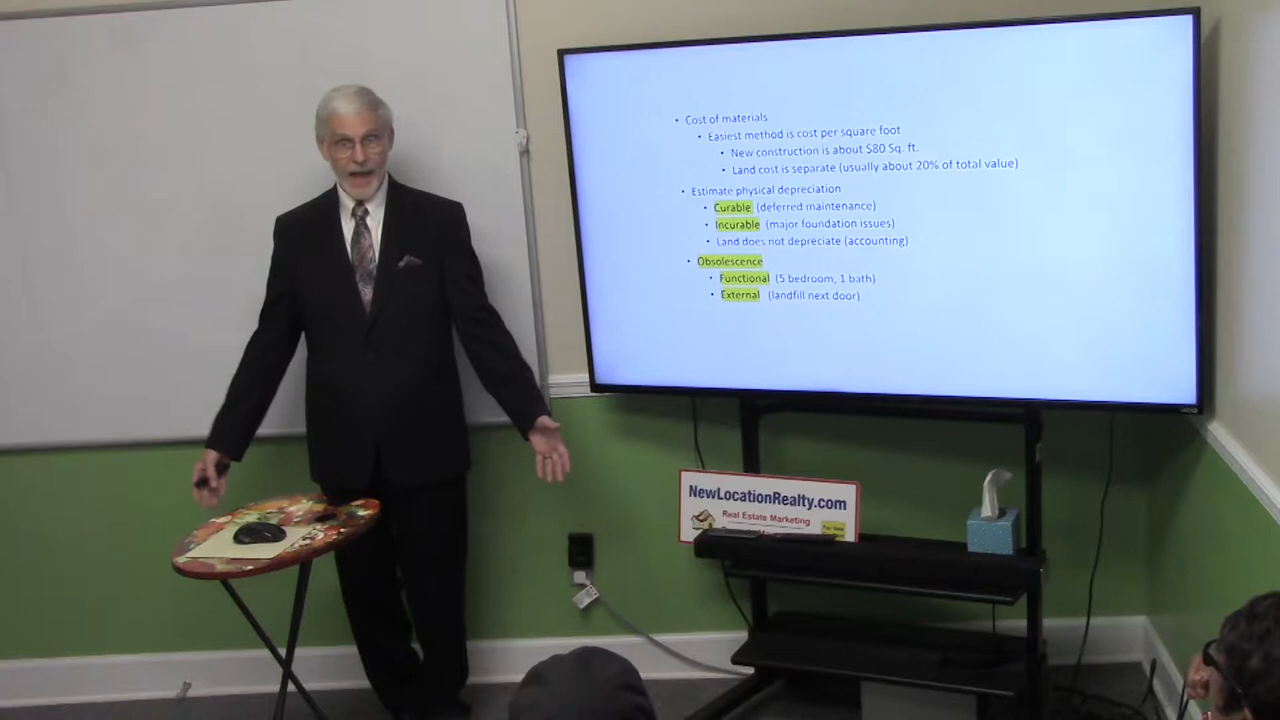 • Cost of materials
• Easiest method is cost per square foot
• New construction is about $80 Sq. ft.
• Land cost is separate (usually about 20% of total value)
• Estimate physical depreciation
• Curable (deferred maintenance)
• Incurable (major foundation issues)
• Land does not depreciate (accounting)
• Obsolescence
• Functional (5 bedroom, 1 bath)
• External (landfill next door)
NewLocationRealty.com
Real Estate Marketing